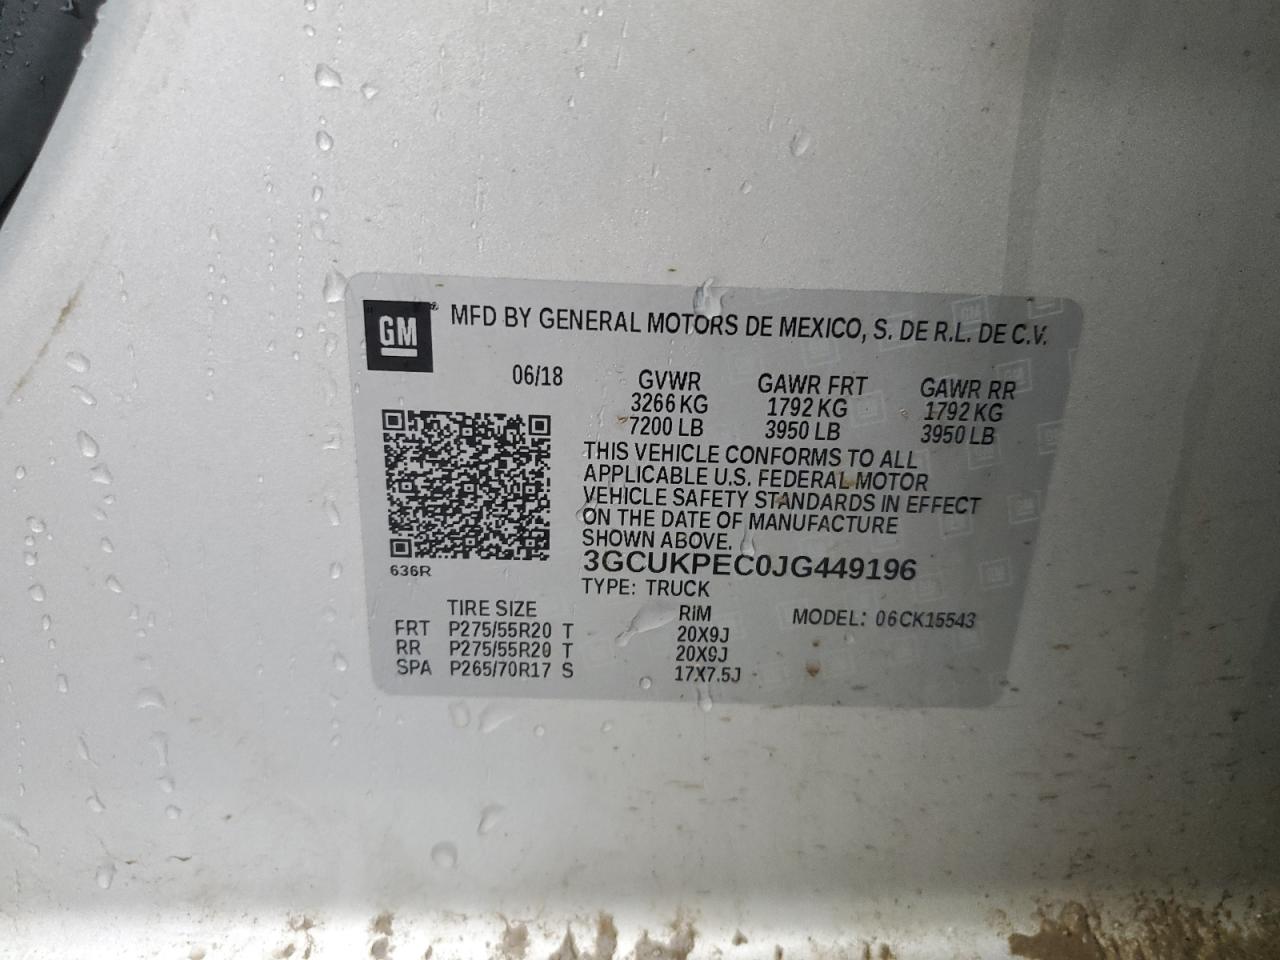 GM ® MFD BY GENERAL MOTORS DE MEXICO, S. DE R.L. DE C.V.
06/18 GVWR GAWR FRT GAWR RR
3266 KG 1792 KG 1792 KG
7200 LB 3950 LB 3950 LB
THIS VEHICLE CONFORMS TO ALL
APPLICABLE U.S. FEDERAL MOTOR
VEHICLE SAFETY STANDARDS IN EFFECT
ON THE DATE OF MANUFACTURE
SHOWN ABOVE.
3GCUKPEC0JG449196
636R
TYPE: TRUCK
TIRE SIZE RIM MODEL: 06CK15543
FRT P275/55R20 T 20X9J
RR P275/55R20 T 20X9J
SPA P265/70R17 S 17X7.5J